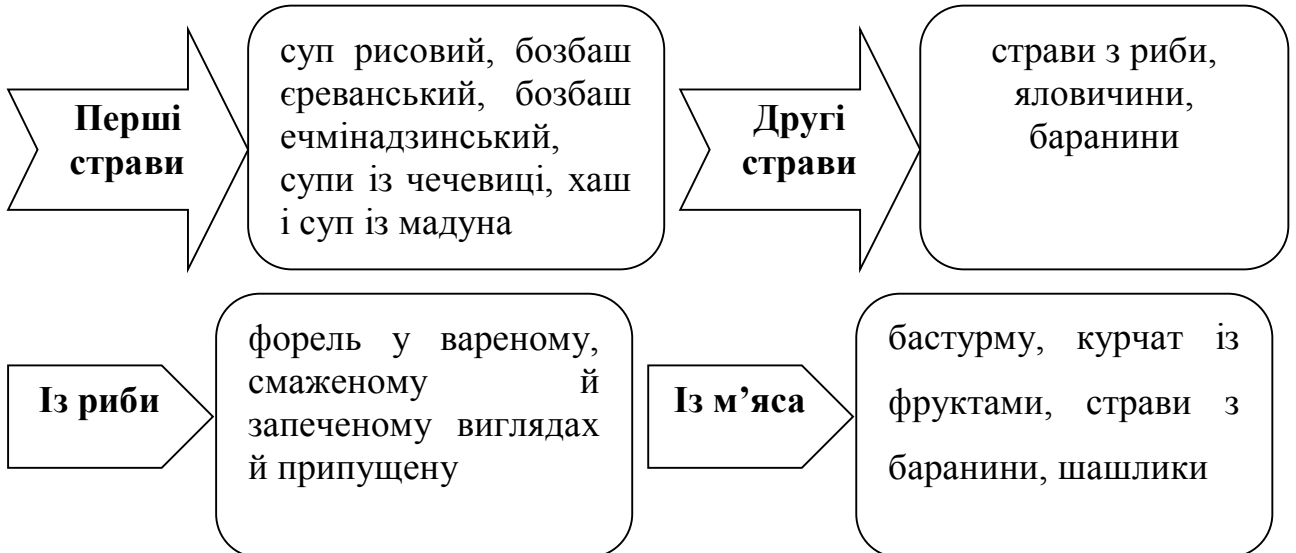 Перші
страви
суп рисовий, бозбаш
єреванський, бозбаш
ечмінадзинський,
супи із чечевиці, хаш
і суп із мадуна
Другі
страви
страви з риби,
яловичини,
баранини
Із риби
форель у вареному,
смаженому й
запеченому виглядах
й припущену
Із м’яса
бастурму, курчат із
фруктами, страви з
баранини, шашлики